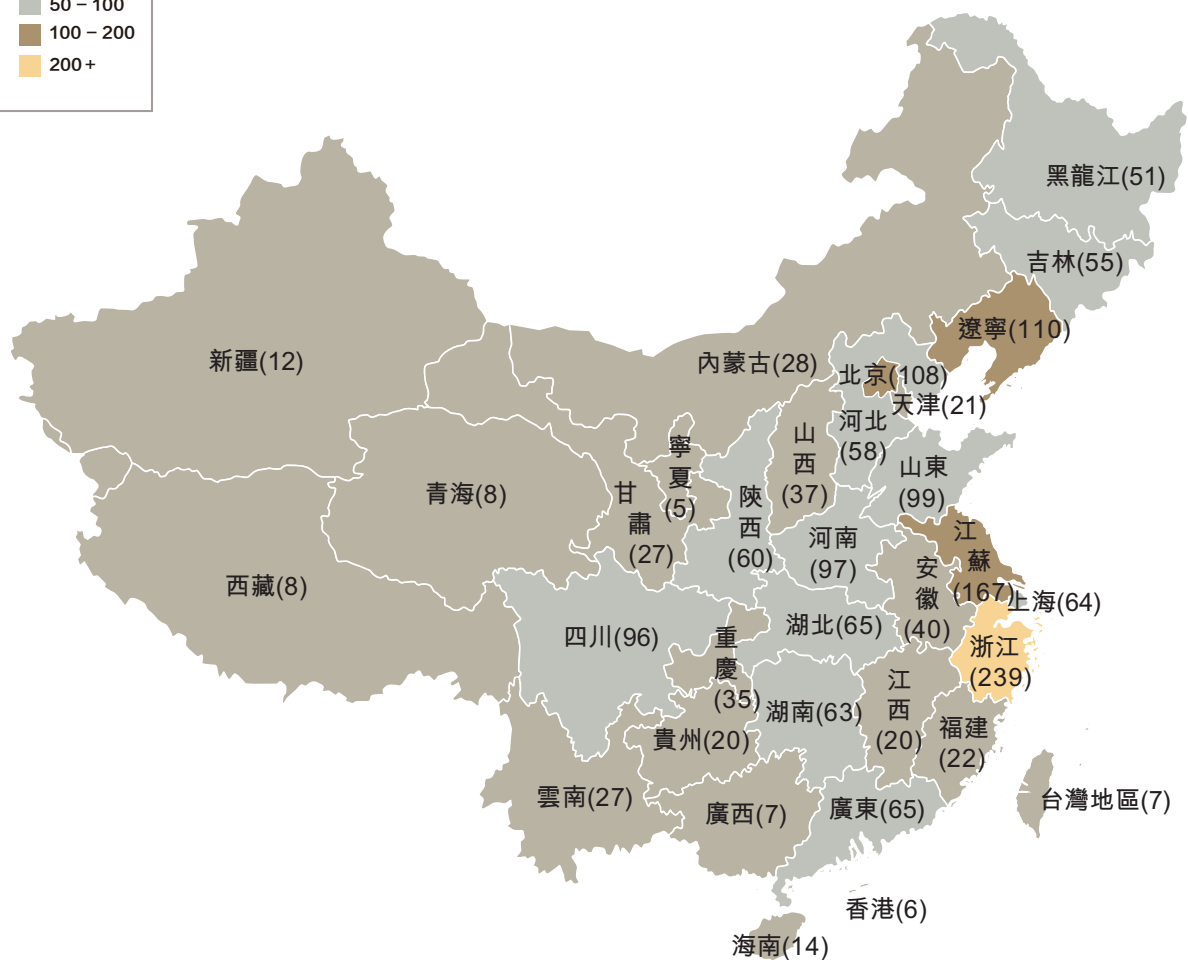 50 – 100
100 – 200
200 +
黑龍江(51)
吉林(55)
遼寧(110)
新疆(12)
內蒙古(28)
北京(108)
天津(21)
河北
(58)
山
西
(37)
寧
夏
(5)
山東
(99)
青海(8)
甘
肅
(27)
陝
西
(60)
河南
(97)
江
蘇
(167)
安
徽
(40)
上海(64)
西藏(8)
四川(96)
重
慶
(35)
湖北(65)
浙江
(239)
湖南(63)
江
西
(20)
福建
(22)
貴州(20)
雲南(27)
廣西(7)
廣東(65)
台灣地區(7)
香港(6)
海南(14)